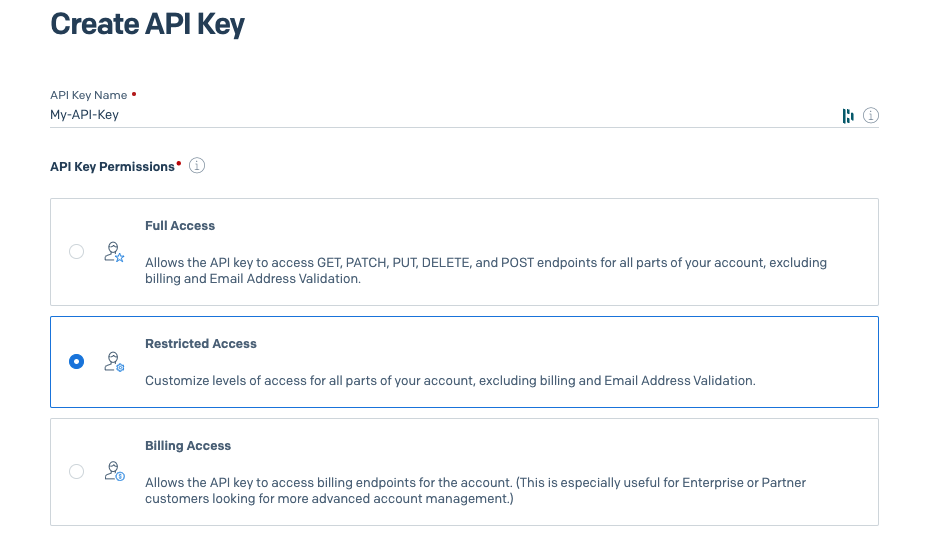 Create API Key
API Key Name
My-API-Key
API Key Permissions
Full Access
Allows the API key to access GET, PATCH, PUT, DELETE, and POST endpoints for all parts of your account, excluding
billing and Email Address Validation.
Restricted Access
Customize levels of access for all parts of your account, excluding billing and Email Address Validation.
Billing Access
Allows the API key to access billing endpoints for the account. (This is especially useful for Enterprise or Partner
customers looking for more advanced account management.)